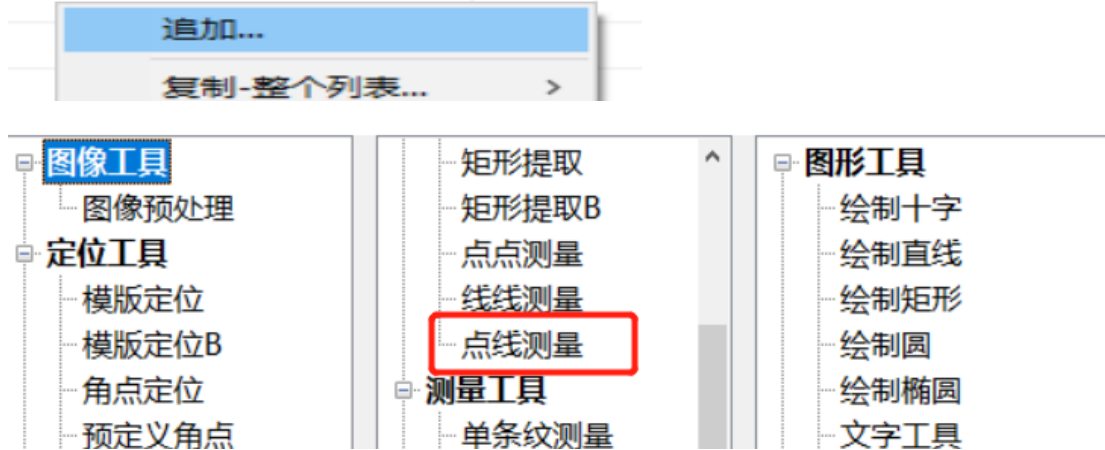 追加...
复制-整个列表...
图像工具
图像预处理
定位工具
模版定位
模版定位B
角点定位
预定义角点
矩形提取
矩形提取B
点点测量
线线测量
点线测量
测量工具
单条纹测量
图形工具
绘制十字
绘制直线
绘制矩形
绘制圆
绘制椭圆
文字工具